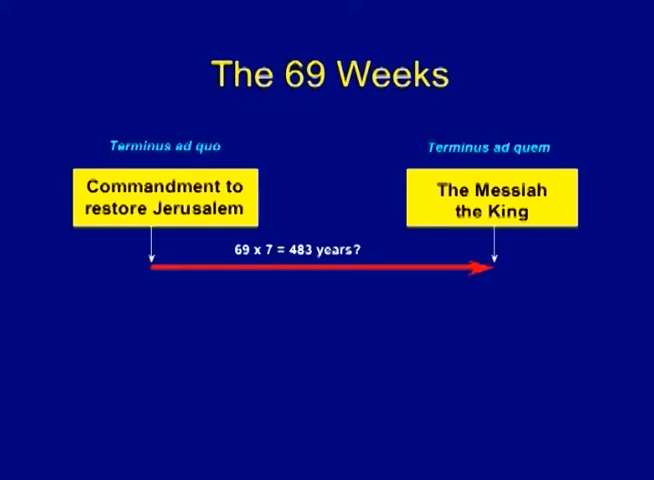 The 69 Weeks
Terminus ad quo
Terminus ad quem
Commandment to
restore Jerusalem
The Messiah
the King
69 x 7 = 483 years?